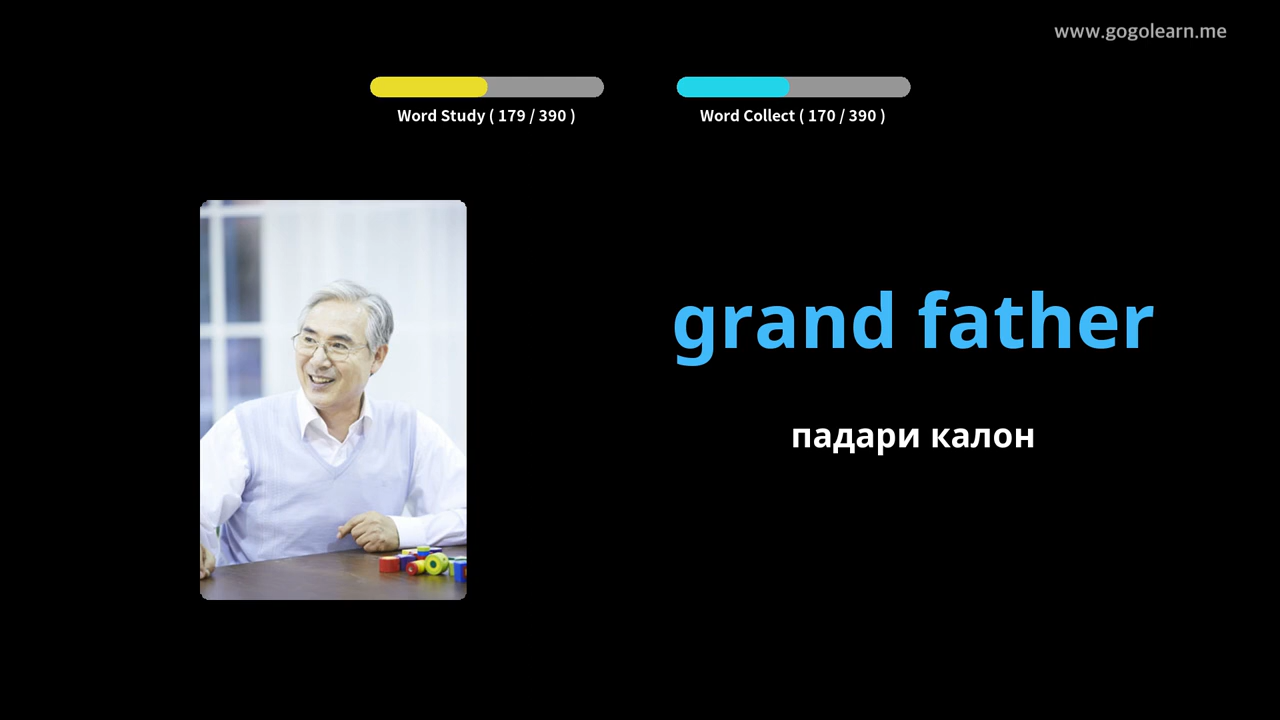 www.gogolearn.me
Word Study ( 179 / 390 )
Word Collect ( 170 / 390 )
grand father
падари калон